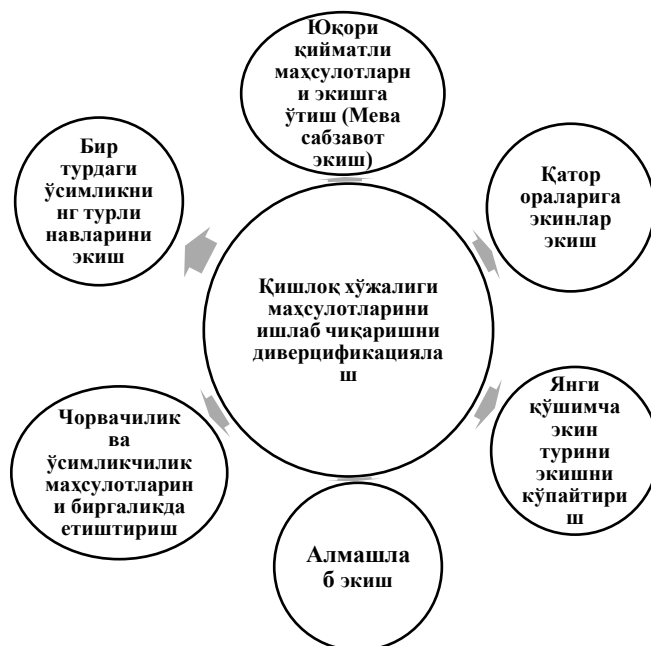 Юқори
қийматли
маҳсулотларн
и экишга
ўтиш (Мева
сабзавот
экиш)
Бир
турдаги
ўсимликни
нг турли
навларини
экиш
Қатор
ораларига
экинлар
экиш
Қишлоқ хўжалиги
маҳсулотларини
ишлаб чиқаришни
диверцификацияла
ш
Чорвачилик
ва
ўсимликчилик
маҳсулотларин
и биргаликда
етиштириш
Янги
қўшимча
экин
турини
экишни
кўпайтири
ш
Алмашла
б экиш